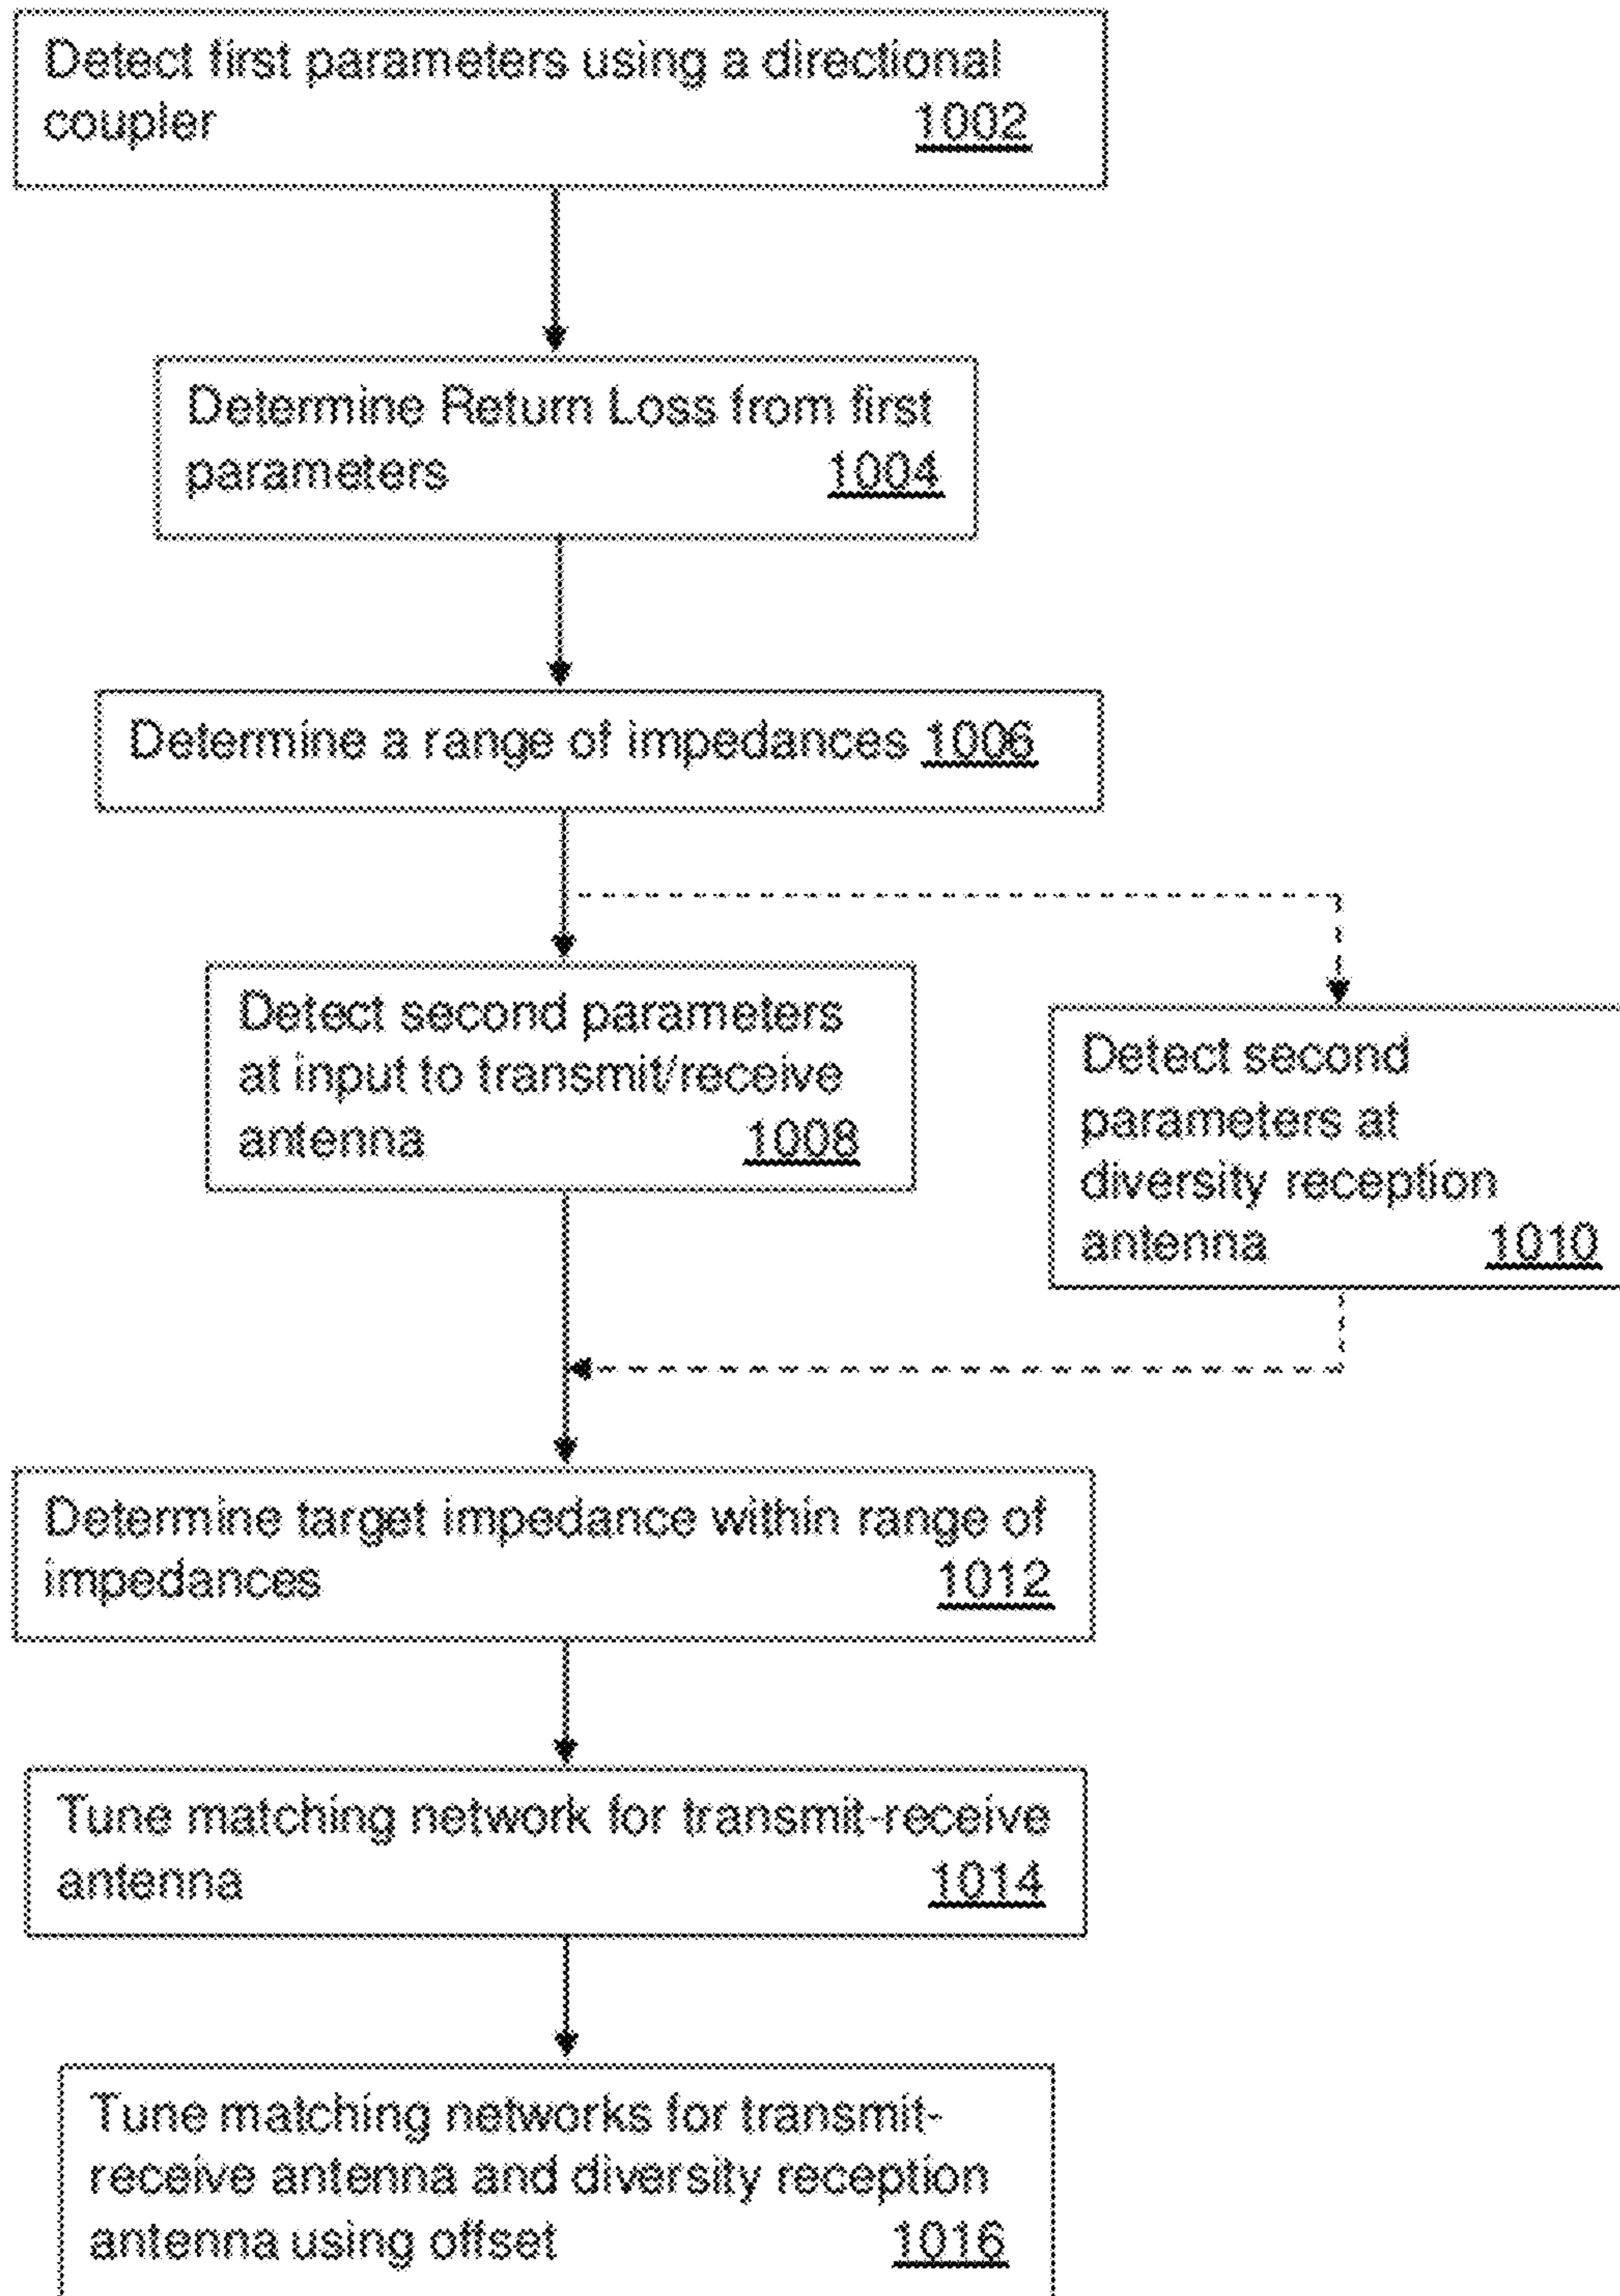 Detect first parameters using a directional
coupler 1002
Determine Return Loss from first
parameters 1004
Determine a range of impedances 1006
Detect second parameters
at input to transmit/receive
antenna 1008
Detect second
parameters at
diversity reception
antenna 1010
Determine target impedance within range of
impedances 1012
Tune matching network for transmit-receive
antenna 1014
Tune matching networks for transmit-
receive antenna and diversity reception
antenna using offset 1016